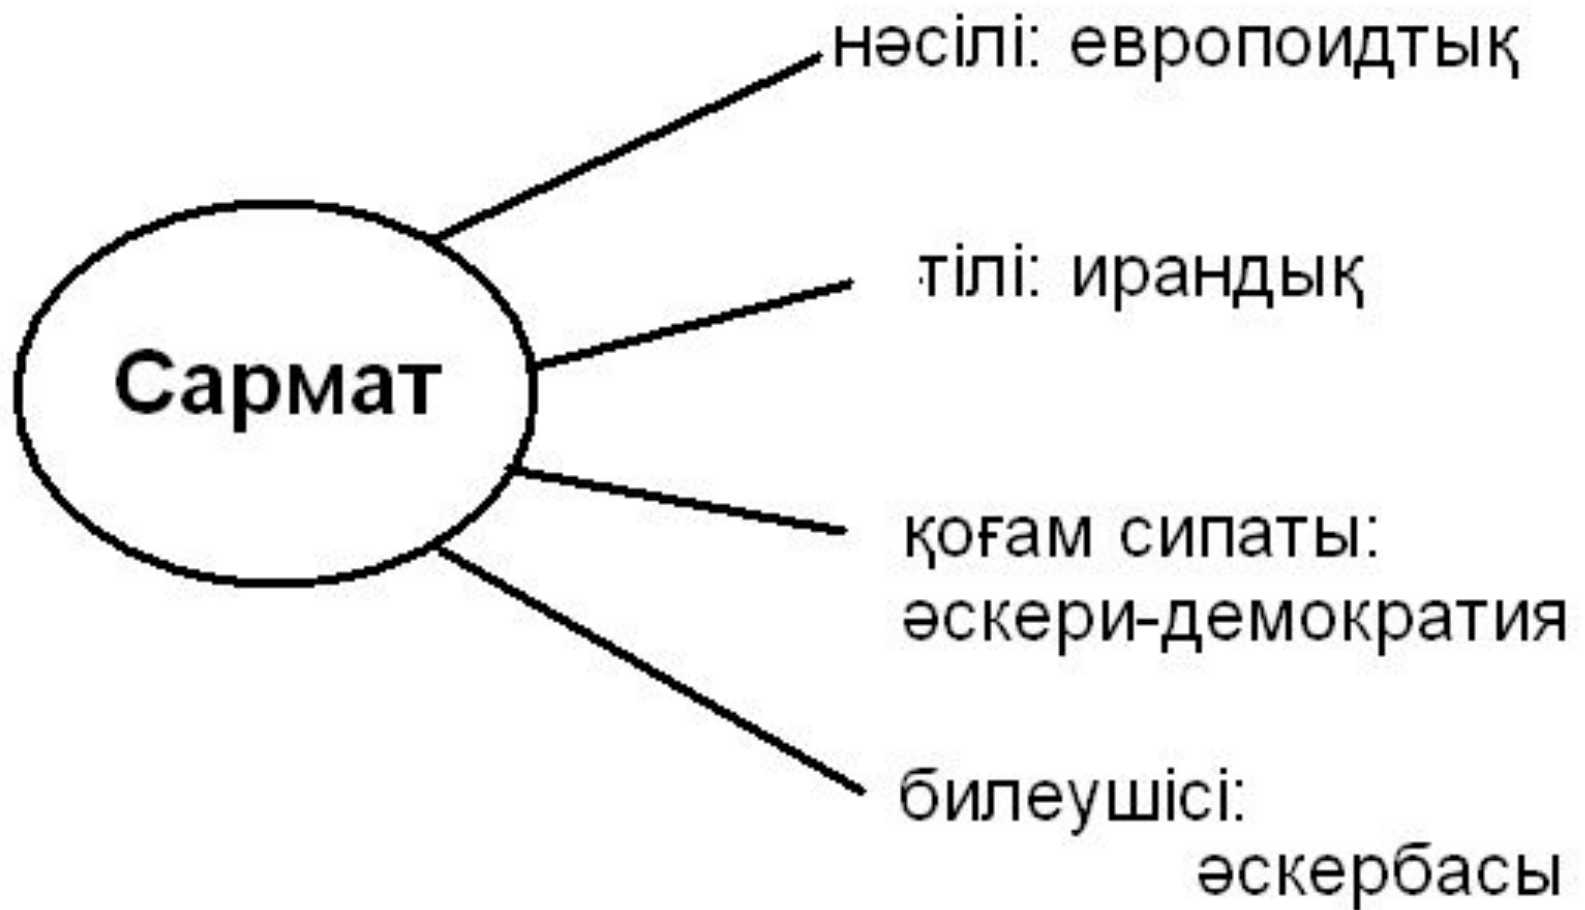 нәсілі: европоидтық
тілі: ирандық
Сармат
қоғам сипаты:
әскери-демократия
билеушісі:
әскербасы